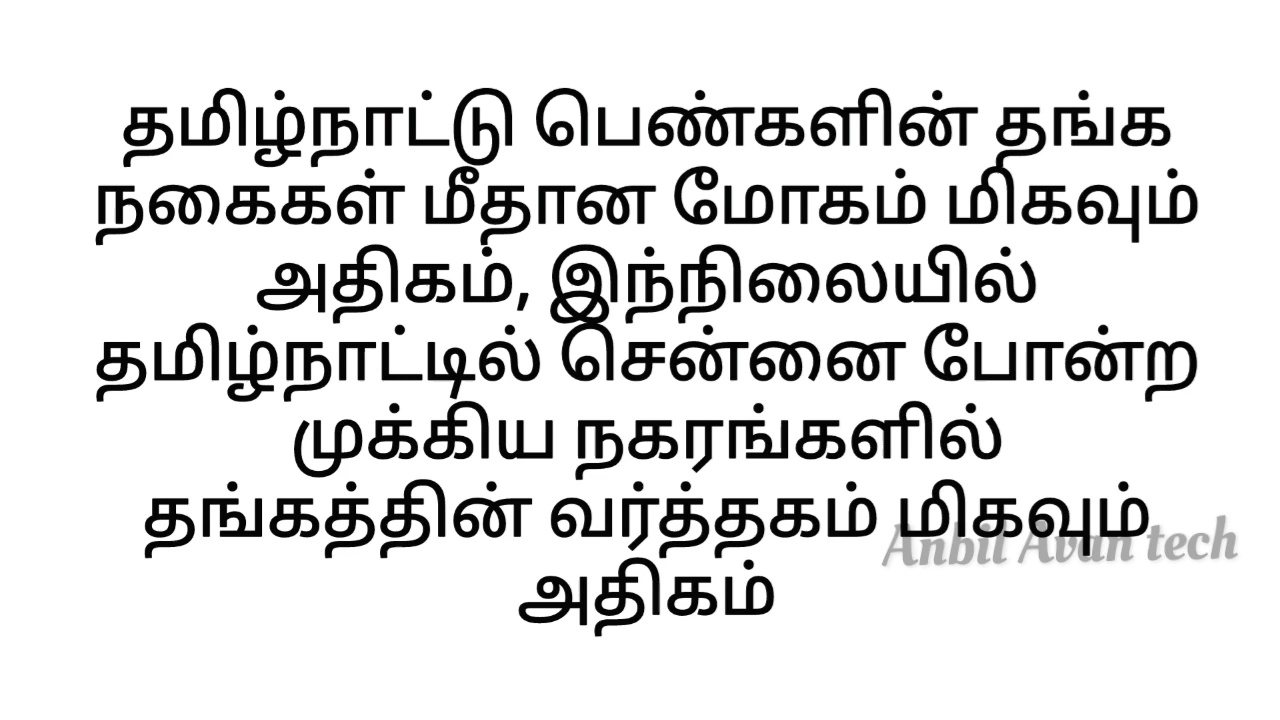 தமிழ்நாட்டு பெண்களின் தங்க
நகைகள் மீதான மோகம் மிகவும்
அதிகம், இந்நிலையில்
தமிழ்நாட்டில் சென்னை போன்ற
முக்கிய நகரங்களில்
தங்கத்தின் வர்த்தகம் மிகவும்
Anbil Avan tech
அதிகம்